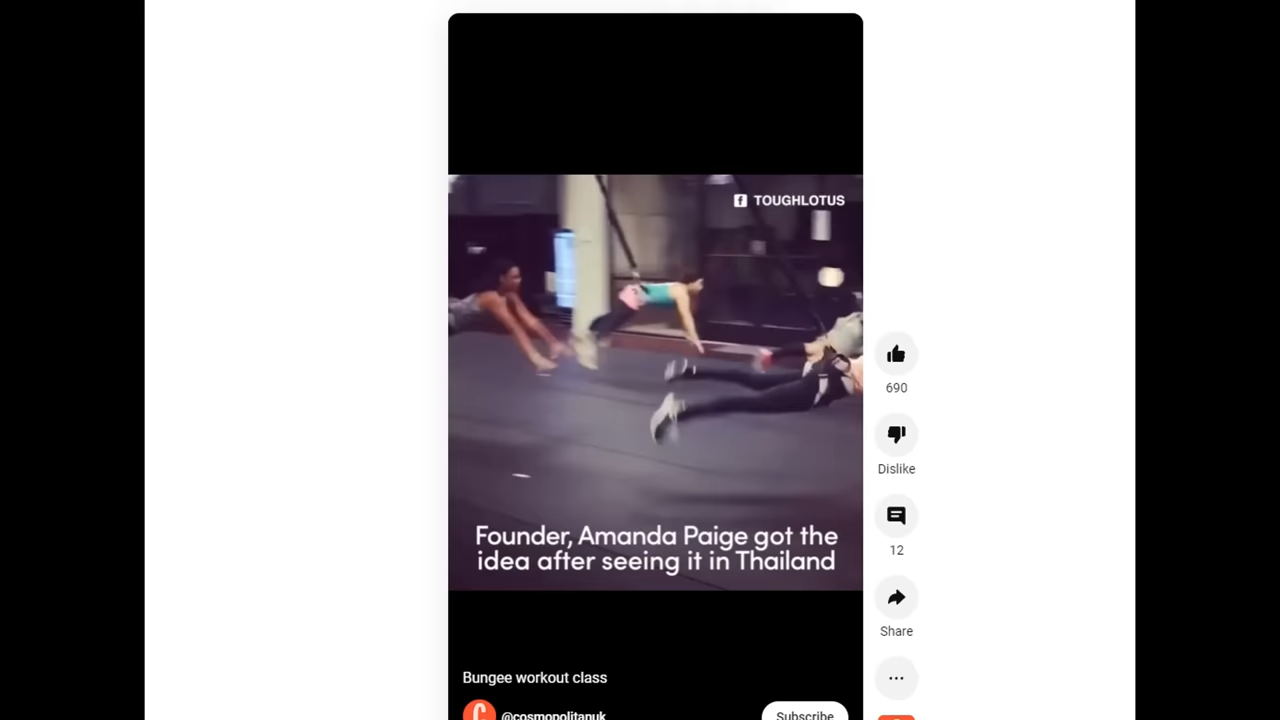 f TOUGHLOTUS
Founder, Amanda Paige got the
idea after seeing it in Thailand
690
Dislike
12
Share
Bungee workout class
@cosmopolitanuk
Subscribe